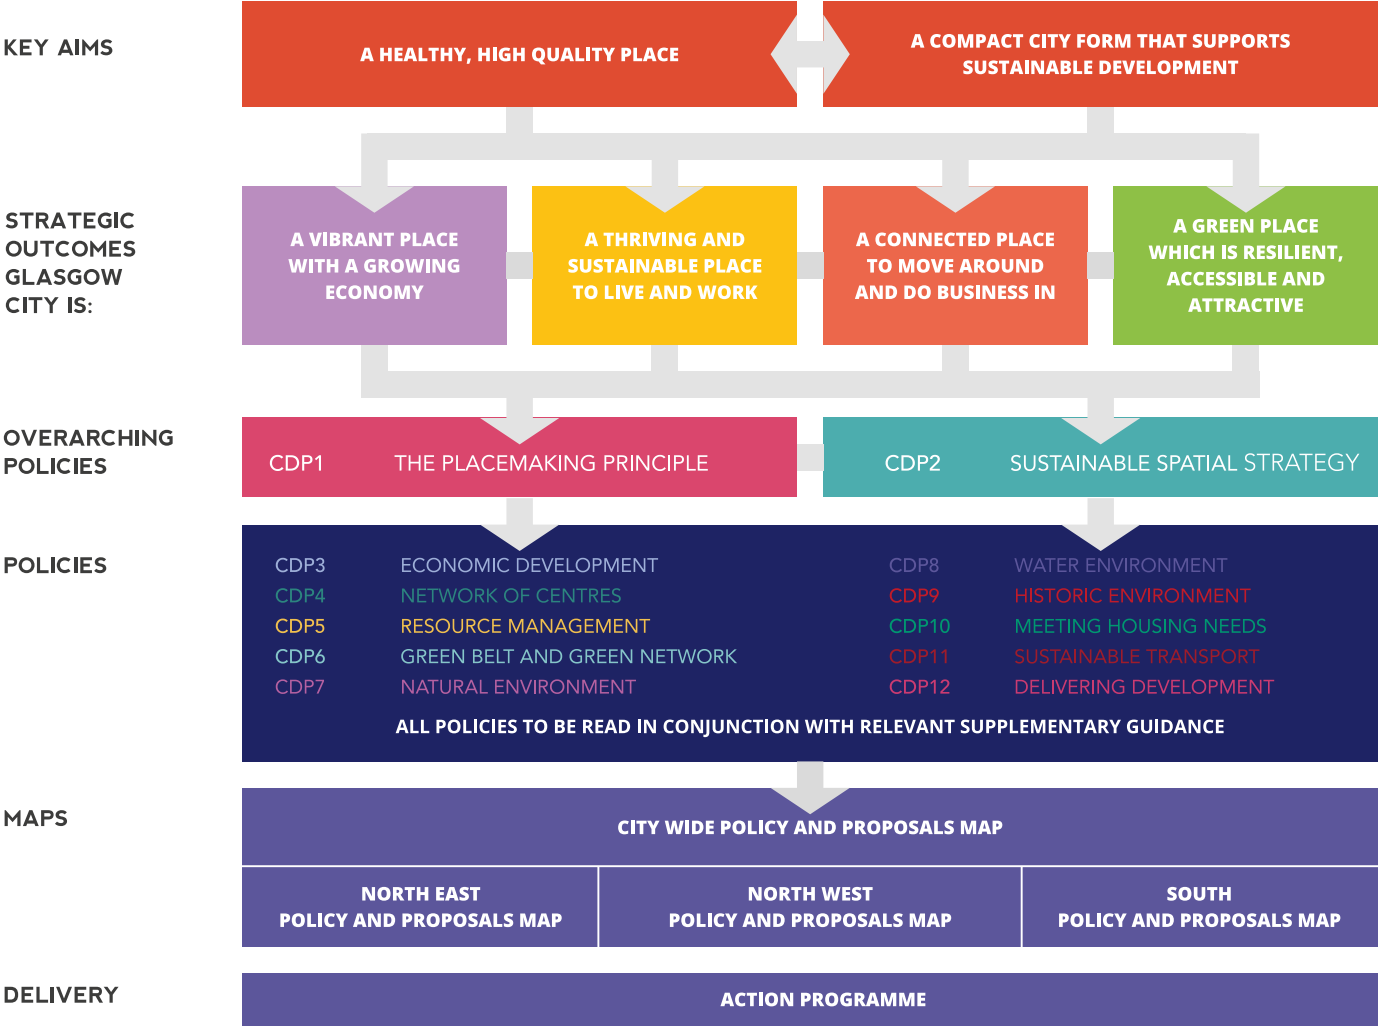 KEY AIMS
A HEALTHY, HIGH QUALITY PLACE
A COMPACT CITY FORM THAT SUPPORTS
SUSTAINABLE DEVELOPMENT
STRATEGIC
OUTCOMES
GLASGOW
CITY IS:
A VIBRANT PLACE
WITH A GROWING
ECONOMY
A THRIVING AND
SUSTAINABLE PLACE
TO LIVE AND WORK
A CONNECTED PLACE
TO MOVE AROUND
AND DO BUSINESS IN
A GREEN PLACE
WHICH IS RESILIENT,
ACCESSIBLE AND
ATTRACTIVE
OVERARCHING
POLICIES
CDP1 THE PLACEMAKING PRINCIPLE
CDP2 SUSTAINABLE SPATIAL STRATEGY
POLICIES
CDP3 ECONOMIC DEVELOPMENT
CDP4 NETWORK OF CENTRES
CDP5 RESOURCE MANAGEMENT
CDP6 GREEN BELT AND GREEN NETWORK
CDP7 NATURAL ENVIRONMENT
CDP8 WATER ENVIRONMENT
CDP9 HISTORIC ENVIRONMENT
CDP10 MEETING HOUSING NEEDS
CDP11 SUSTAINABLE TRANSPORT
CDP12 DELIVERING DEVELOPMENT
ALL POLICIES TO BE READ IN CONJUNCTION WITH RELEVANT SUPPLEMENTARY GUIDANCE
MAPS
CITY WIDE POLICY AND PROPOSALS MAP
NORTH EAST
POLICY AND PROPOSALS MAP
NORTH WEST
POLICY AND PROPOSALS MAP
SOUTH
POLICY AND PROPOSALS MAP
DELIVERY
ACTION PROGRAMME